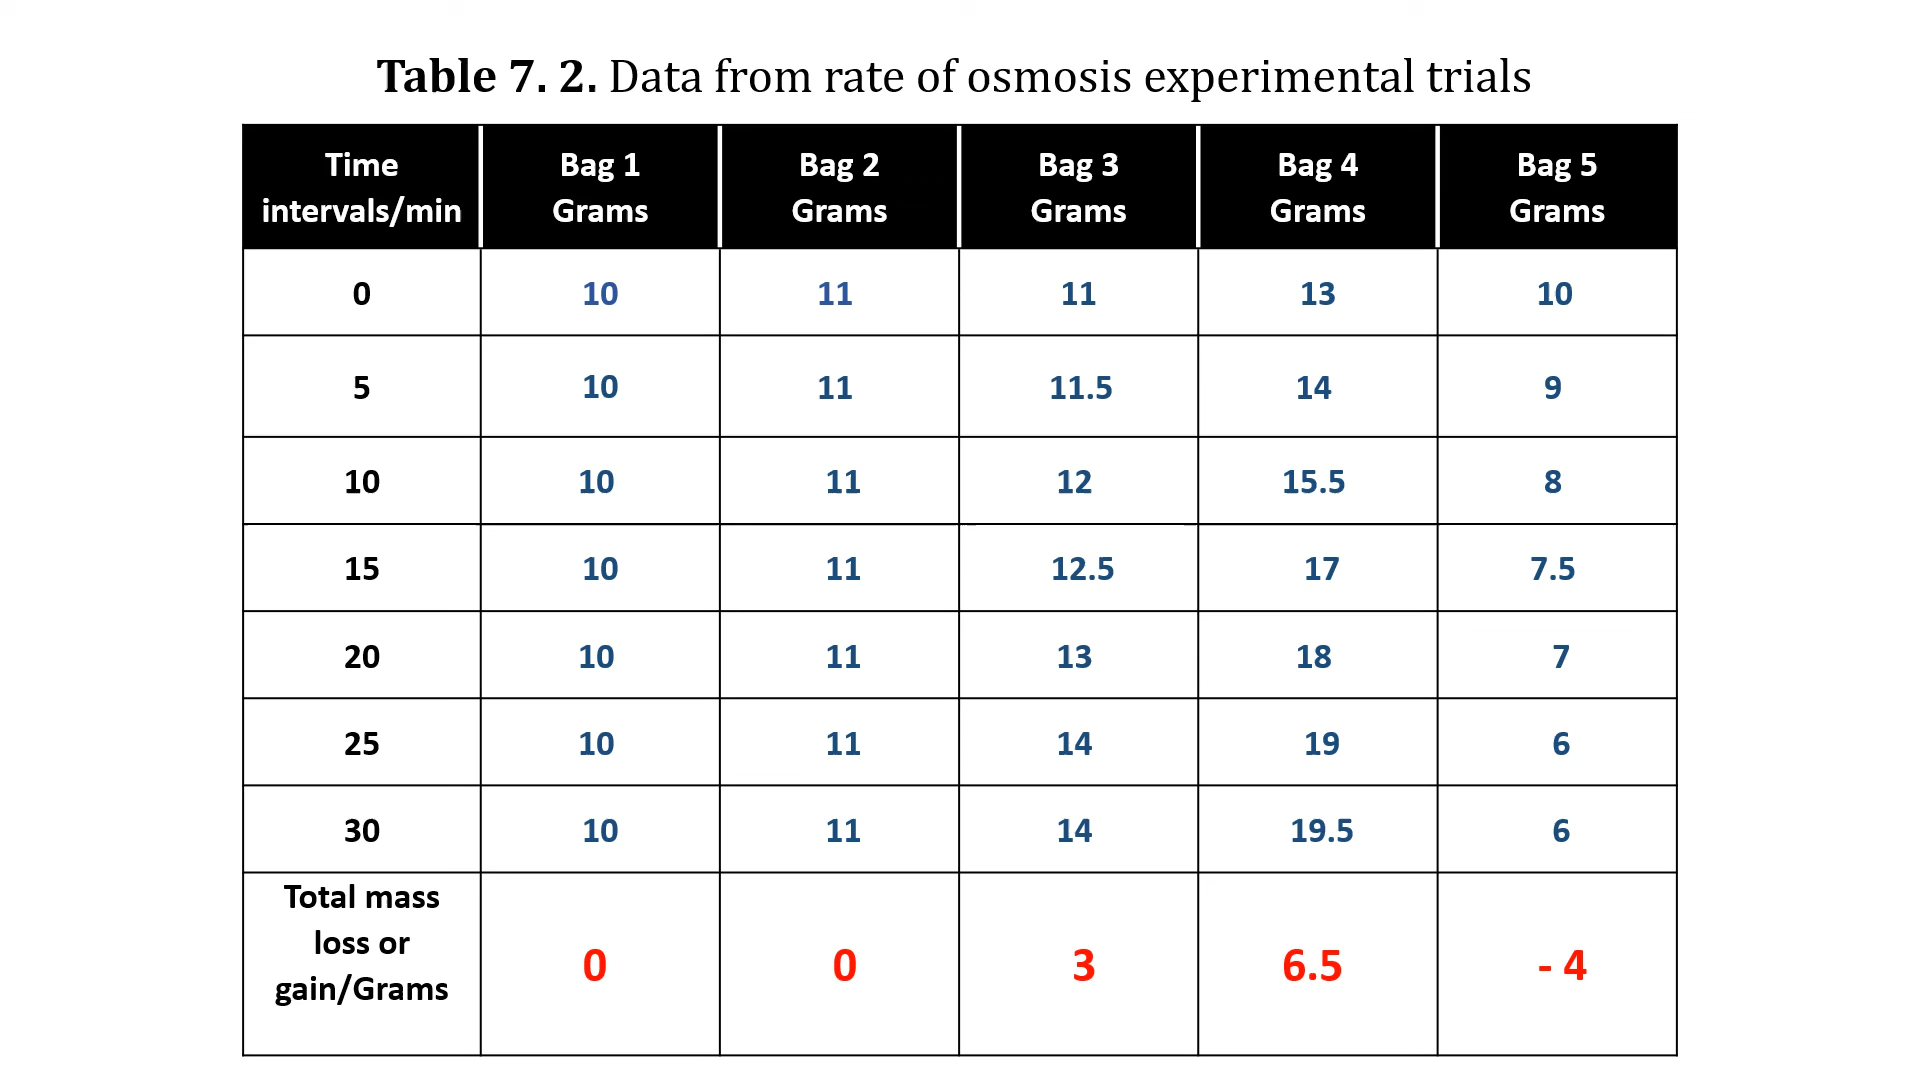 Table 7. 2. Data from rate of osmosis experimental trials
Time intervals/min Bag 1 Grams Bag 2 Grams Bag 3 Grams Bag 4 Grams Bag 5 Grams
0 10 11 11 13 10
5 10 11 11.5 14 9
10 10 11 12 15.5 8
15 10 11 12.5 17 7.5
20 10 11 13 18 7
25 10 11 14 19 6
30 10 11 14 19.5 6
Total mass loss or gain/Grams 0 0 3 6.5 - 4